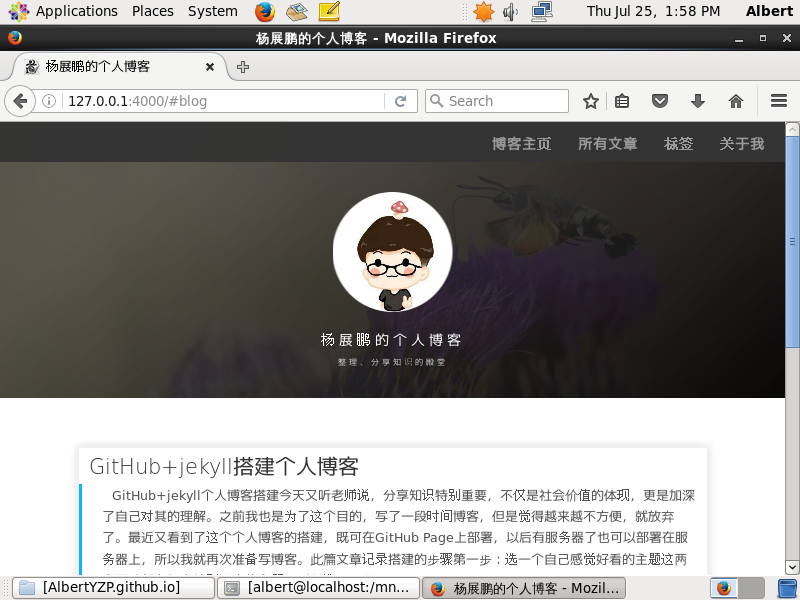 Applications Places System Thu Jul 25, 1:58 PM Albert
杨展鹏的个人博客 - Mozilla Firefox
杨展鹏的个人博客
127.0.0.1:4000/#blog Search
博客主页 所有文章 标签 关于我
杨展鹏的个人博客
整理、分享知识的殿堂
GitHub+jekyll搭建个人博客
GitHub+jekyll个人博客搭建今天又听老师说，分享知识特别重要，不仅是社会价值的体现，更是加深
了自己对其的理解。之前我也是为了这个目的，写了一段时间博客，但是觉得越来越不方便，就放弃
了。最近又看到了这个个人博客的搭建，既可在GitHub Page上部署，以后有服务器了也可以部署在服
务器上，所以我就再次准备写博客。此篇文章记录搭建的步骤第一步：选一个自己感觉好看的主题这两
[AlbertYZP.github.io] [albert@localhost:/mn... 杨展鹏的个人博客 - Mozil...